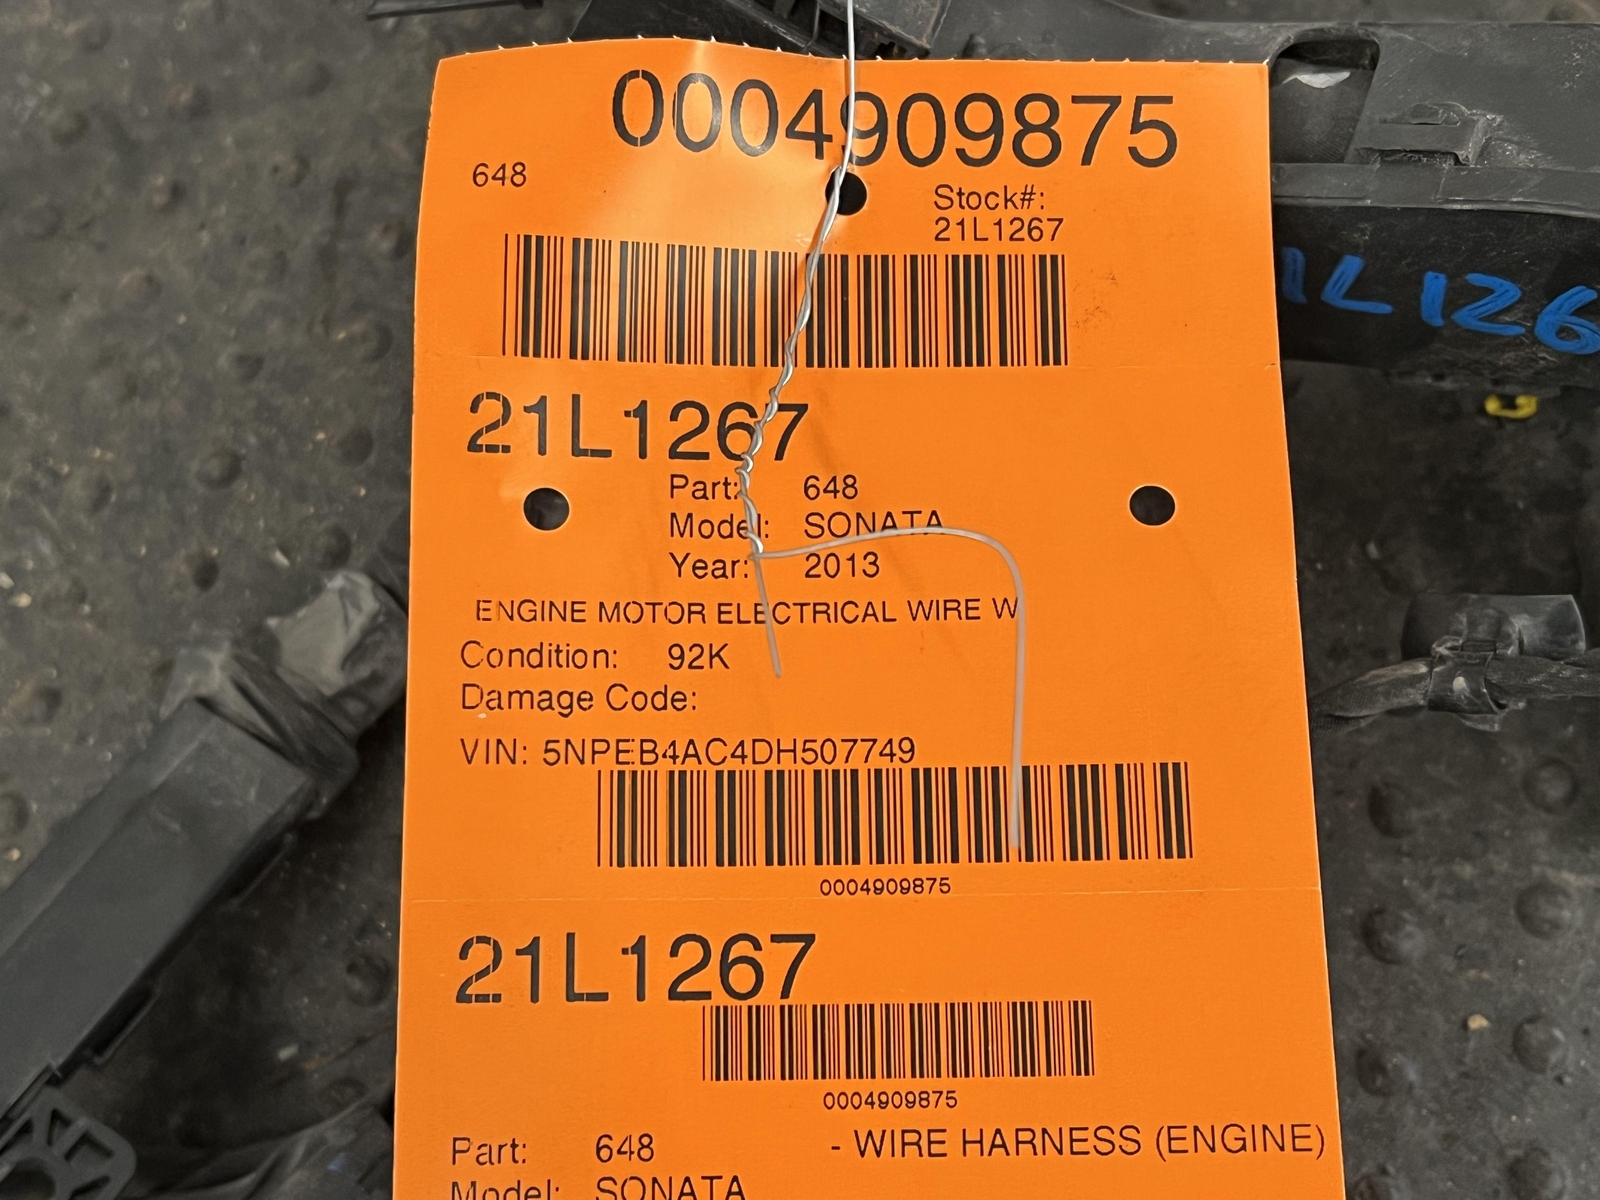 0004909875
648
Stock#:
21L1267
21L1267
Part: 648
Model: SONATA
Year: 2013
ENGINE MOTOR ELECTRICAL WIRE W
Condition: 92K
Damage Code:
VIN: 5NPEB4AC4DH507749
0004909875
21L1267
0004909875
Part: 648 - WIRE HARNESS (ENGINE)
Model: SONATA
1L126